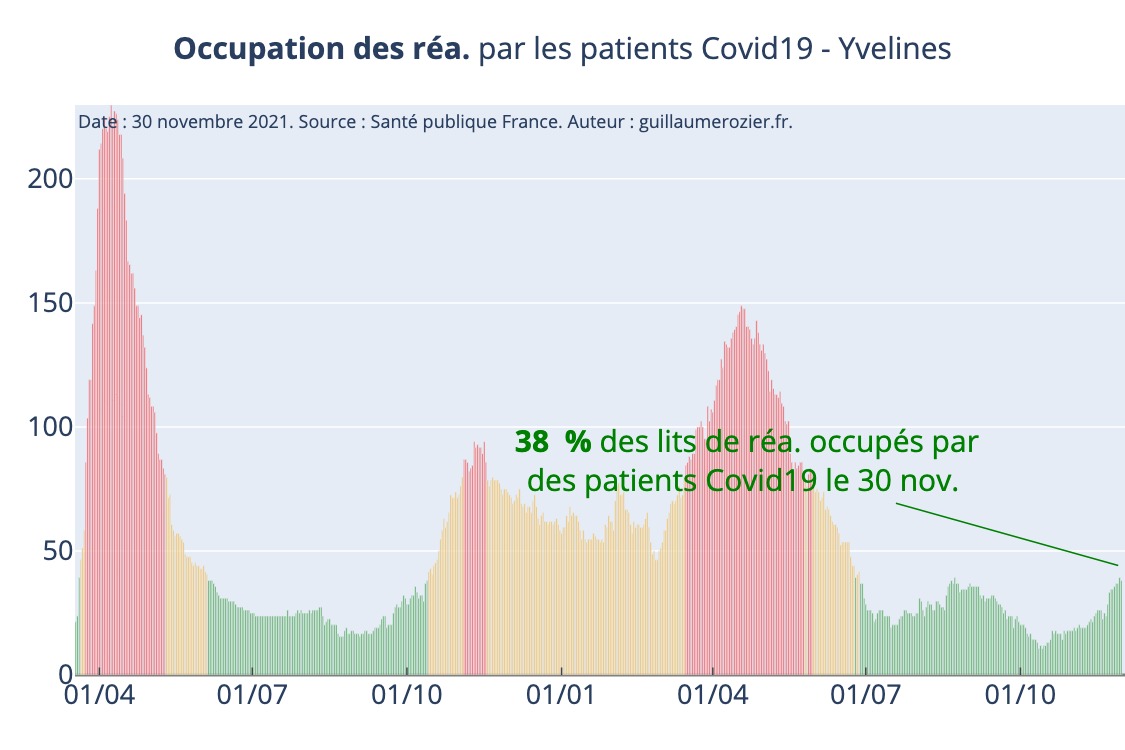 Occupation des réa. par les patients Covid19 - Yvelines
Date : 30 novembre 2021. Source : Santé publique France. Auteur : guillaumerozier.fr.
200
150
100
50
0
38 % des lits de réa. occupés par
des patients Covid19 le 30 nov.
01/04 01/07 01/10 01/01 01/04 01/07 01/10